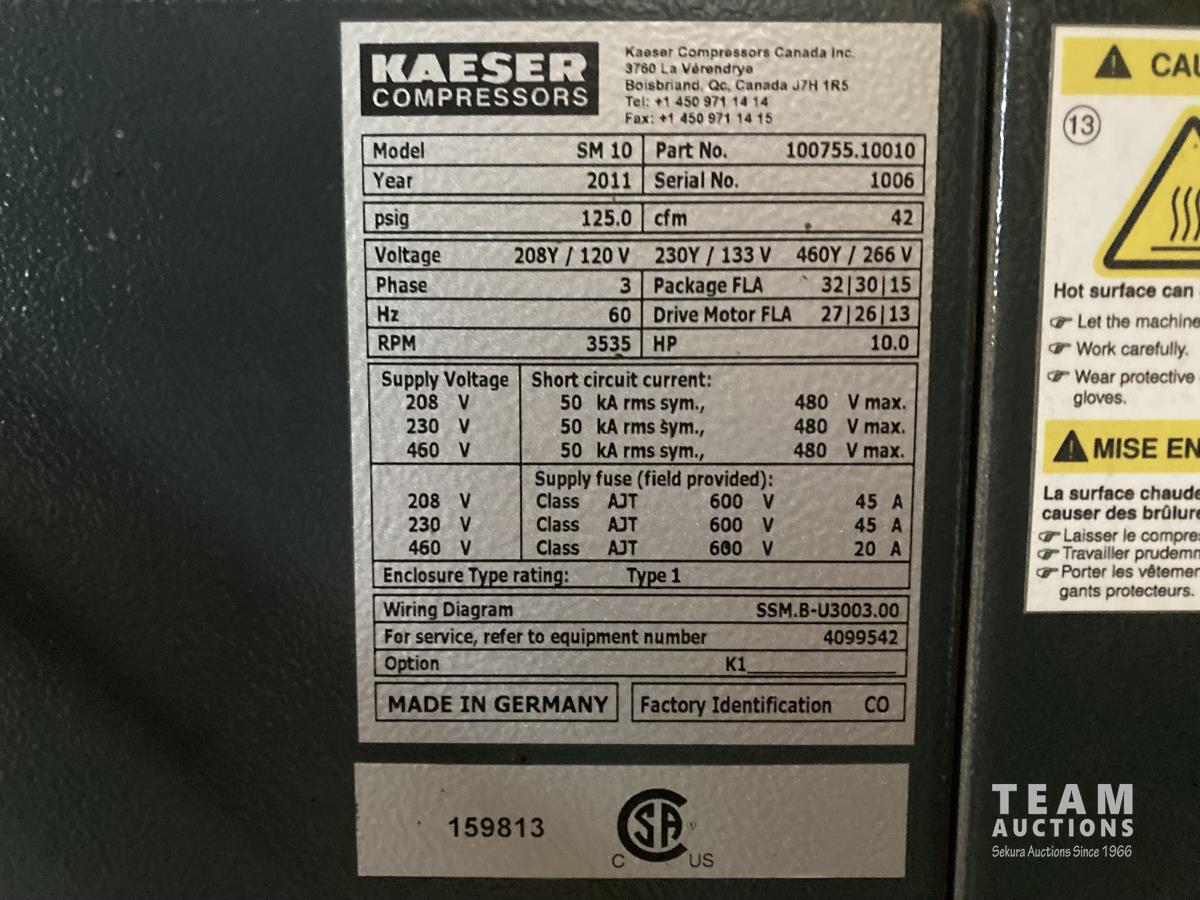 KAESER
COMPRESSORS
Kaeser Compressors Canada Inc.
3760 La Vérendrye
Boisbriand, Qc, Canada J7H 1R5
Tel: +1 450 971 14 14
Fax: +1 450 971 14 15
Model SM 10 Part No. 100755.10010
Year 2011 Serial No. 1006
psig 125.0 cfm 42
Voltage 208Y / 120 V 230Y / 133 V 460Y / 266 V
Phase 3 Package FLA 32|30|15
Hz 60 Drive Motor FLA 27|26|13
RPM 3535 HP 10.0
Supply Voltage Short circuit current:
208 V 50 kA rms sym., 480 V max.
230 V 50 kA rms sym., 480 V max.
460 V 50 kA rms sym., 480 V max.
Supply fuse (field provided):
208 V Class AJT 600 V 45 A
230 V Class AJT 600 V 45 A
460 V Class AJT 600 V 20 A
Enclosure Type rating: Type 1
Wiring Diagram SSM.B-U3003.00
For service, refer to equipment number 4099542
Option K1
MADE IN GERMANY Factory Identification CO
159813
C SA ® US
CAU
13
Hot surface can
☞ Let the machine
☞ Work carefully.
☞ Wear protective
gloves.
MISE EN
La surface chaude
causer des brûlure
☞ Laisser le compre
☞ Travailler prudem
☞ Porter les vêtemen
gants protecteurs.
TEAM
AUCTIONS
Sekura Auctions Since 1966